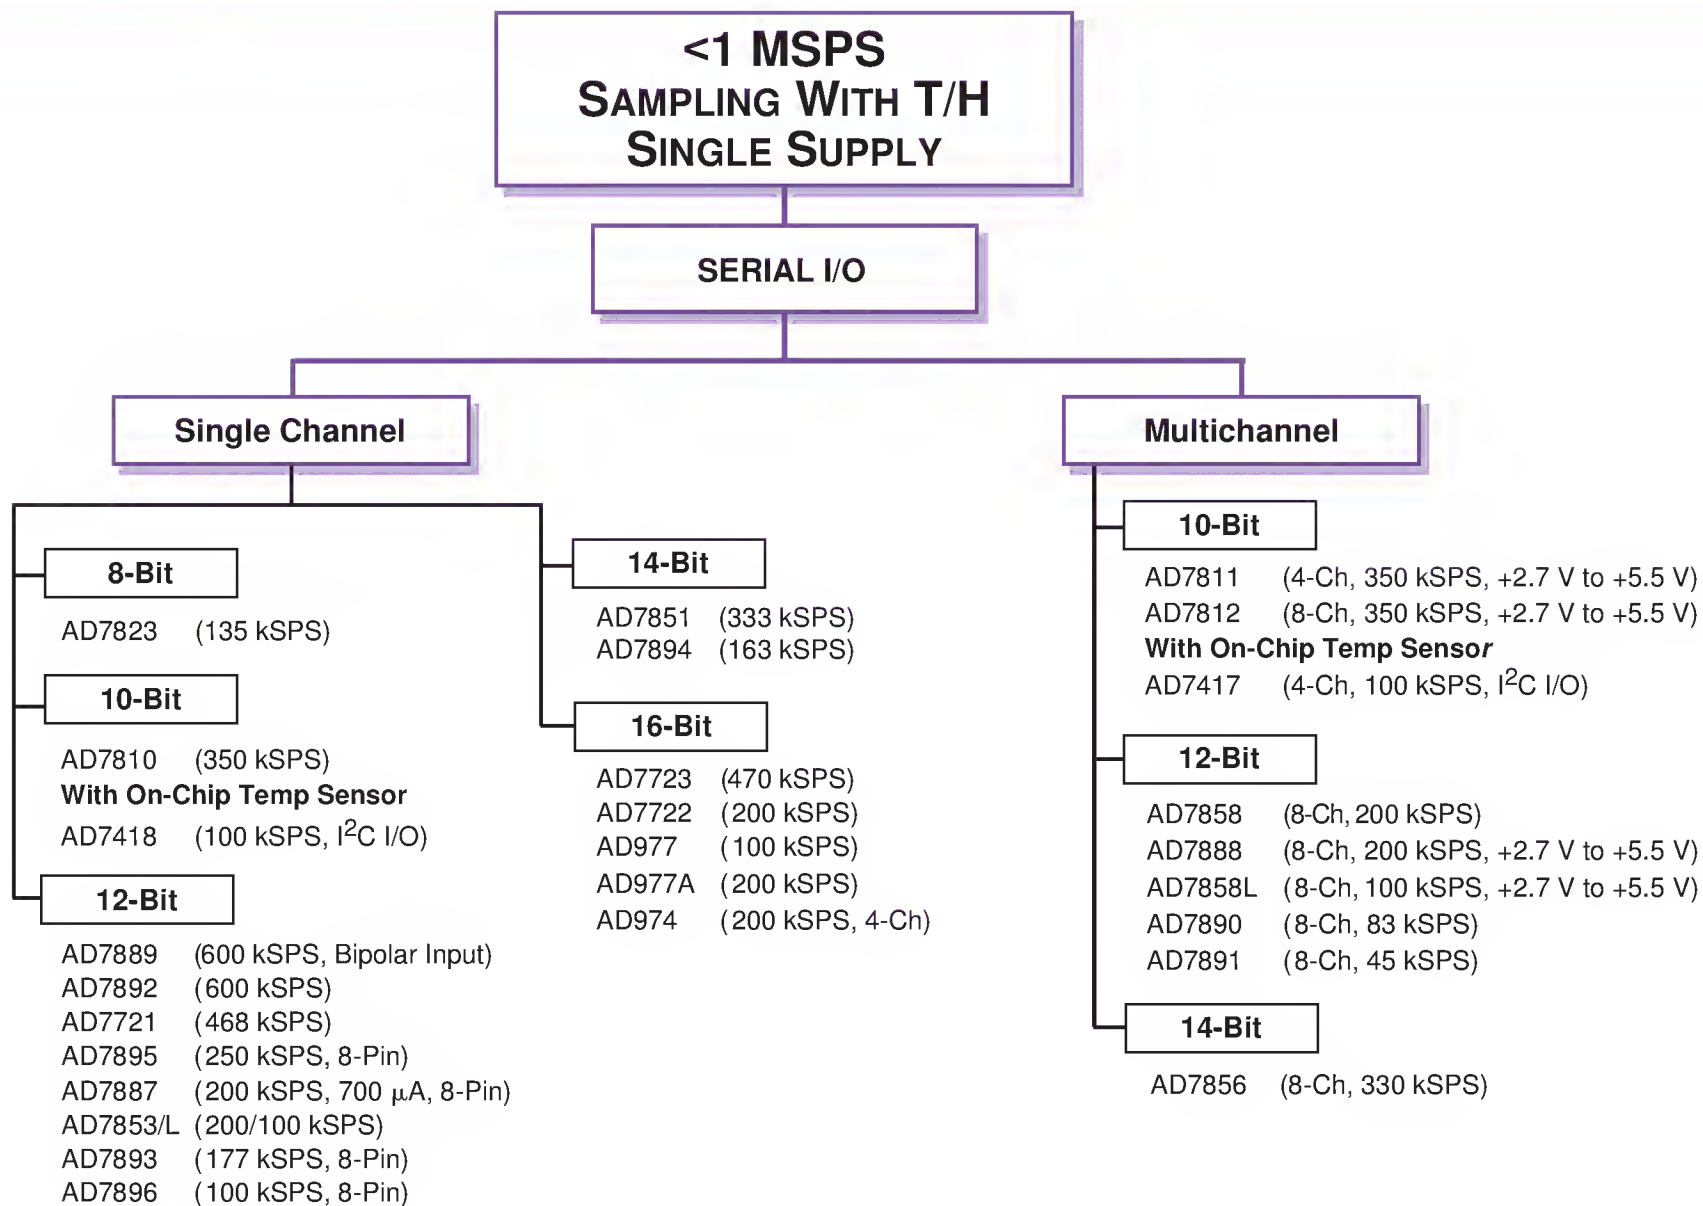 <1 MSPS
SAMPLING WITH T/H
SINGLE SUPPLY
SERIAL I/O
Single Channel
8-Bit
AD7823 (135 kSPS)
10-Bit
AD7810 (350 kSPS)
With On-Chip Temp Sensor
AD7418 (100 kSPS, I²C I/O)
12-Bit
AD7889 (600 kSPS, Bipolar Input)
AD7892 (600 kSPS)
AD7721 (468 kSPS)
AD7895 (250 kSPS, 8-Pin)
AD7887 (200 kSPS, 700 μA, 8-Pin)
AD7853/L (200/100 kSPS)
AD7893 (177 kSPS, 8-Pin)
AD7896 (100 kSPS, 8-Pin)
14-Bit
AD7851 (333 kSPS)
AD7894 (163 kSPS)
16-Bit
AD7723 (470 kSPS)
AD7722 (200 kSPS)
AD977 (100 kSPS)
AD977A (200 kSPS)
AD974 (200 kSPS, 4-Ch)
Multichannel
10-Bit
AD7811 (4-Ch, 350 kSPS, +2.7 V to +5.5 V)
AD7812 (8-Ch, 350 kSPS, +2.7 V to +5.5 V)
With On-Chip Temp Sensor
AD7417 (4-Ch, 100 kSPS, I²C I/O)
12-Bit
AD7858 (8-Ch, 200 kSPS)
AD7888 (8-Ch, 200 kSPS, +2.7 V to +5.5 V)
AD7858L (8-Ch, 100 kSPS, +2.7 V to +5.5 V)
AD7890 (8-Ch, 83 kSPS)
AD7891 (8-Ch, 45 kSPS)
14-Bit
AD7856 (8-Ch, 330 kSPS)